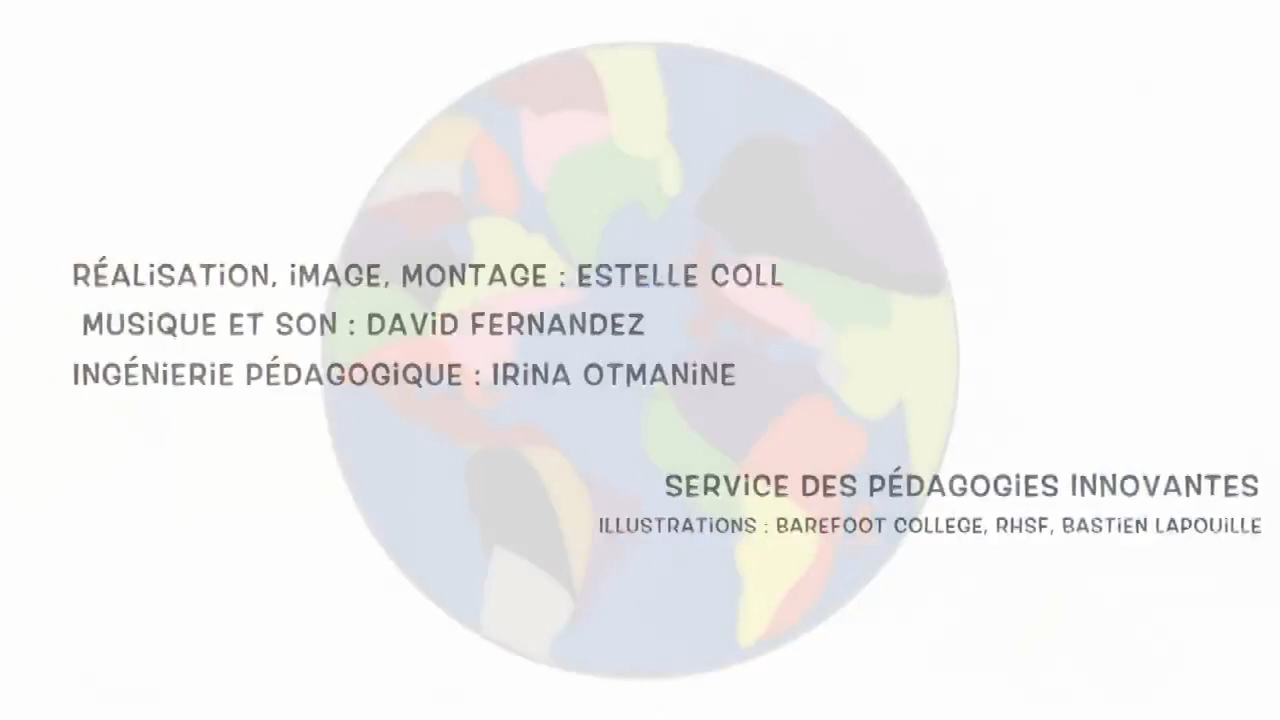 RÉALiSATiON, iMAGE, MONTAGE : ESTELLE COLL
MUSiQUE ET SON : DAViD FERNANDEZ
INGÉNiERiE PÉDAGOGiQUE : IRiNA OTMANiNE
SERViCE DES PÉDAGOGiES INNOVANTES
ILLUSTRATiONS : BAREFOOT COLLEGE, RHSF, BASTiEN LAPOUiLLE